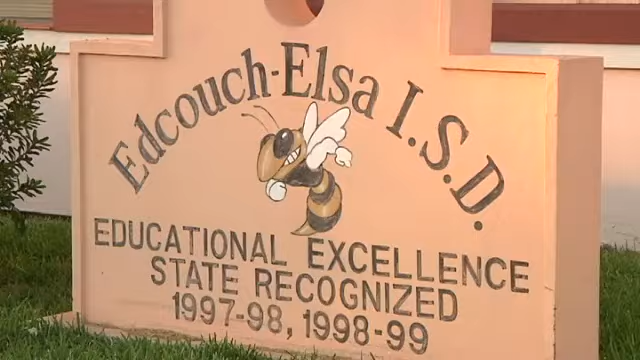 Edcouch-Elsa I.S.D.
EDUCATIONAL EXCELLENCE
STATE RECOGNIZED
1997-98, 1998-99